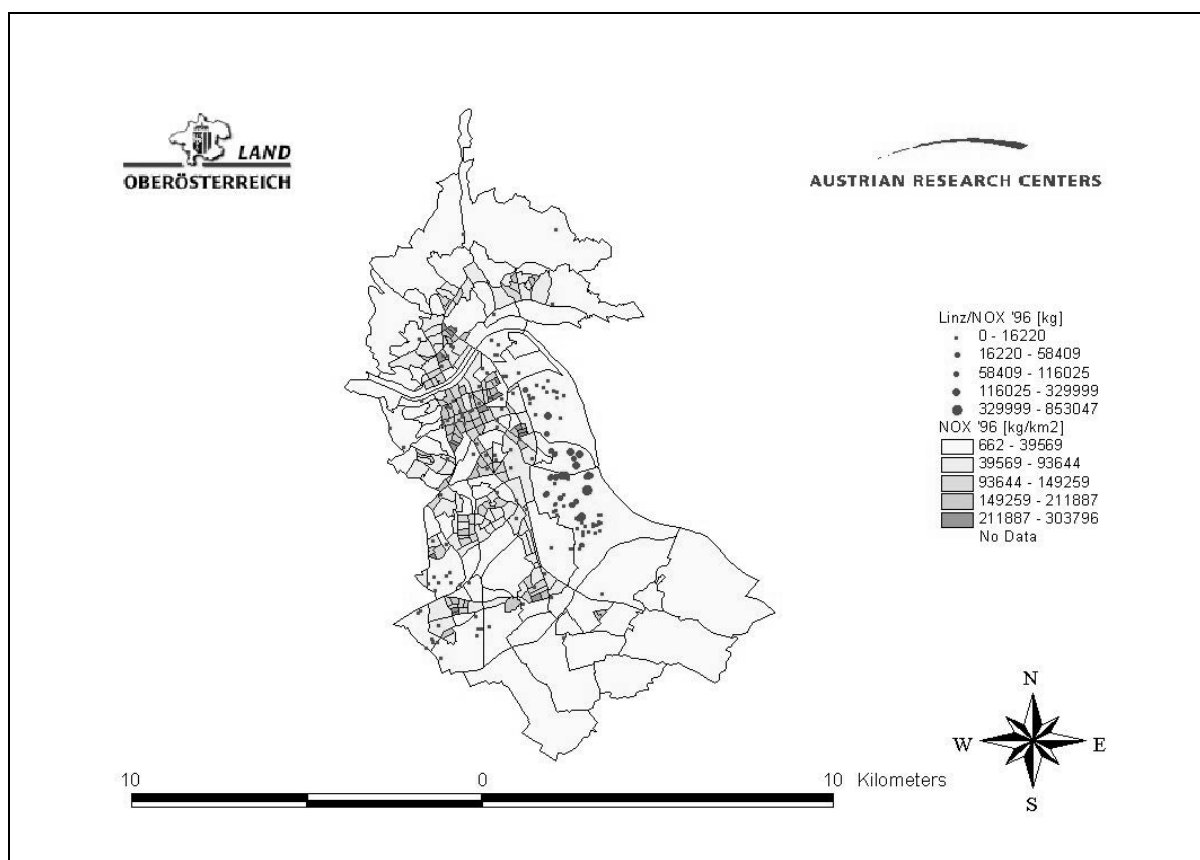 LAND
OBERÖSTERREICH
AUSTRIAN RESEARCH CENTERS
Linz/NOX '96 [kg]
0 - 16220
16220 - 58409
58409 - 116025
116025 - 329999
329999 - 853047
NOX '96 [kg/km2]
662 - 39569
39569 - 93644
93644 - 149259
149259 - 211887
211887 - 303796
No Data
N
W E
S
10 0 10 Kilometers